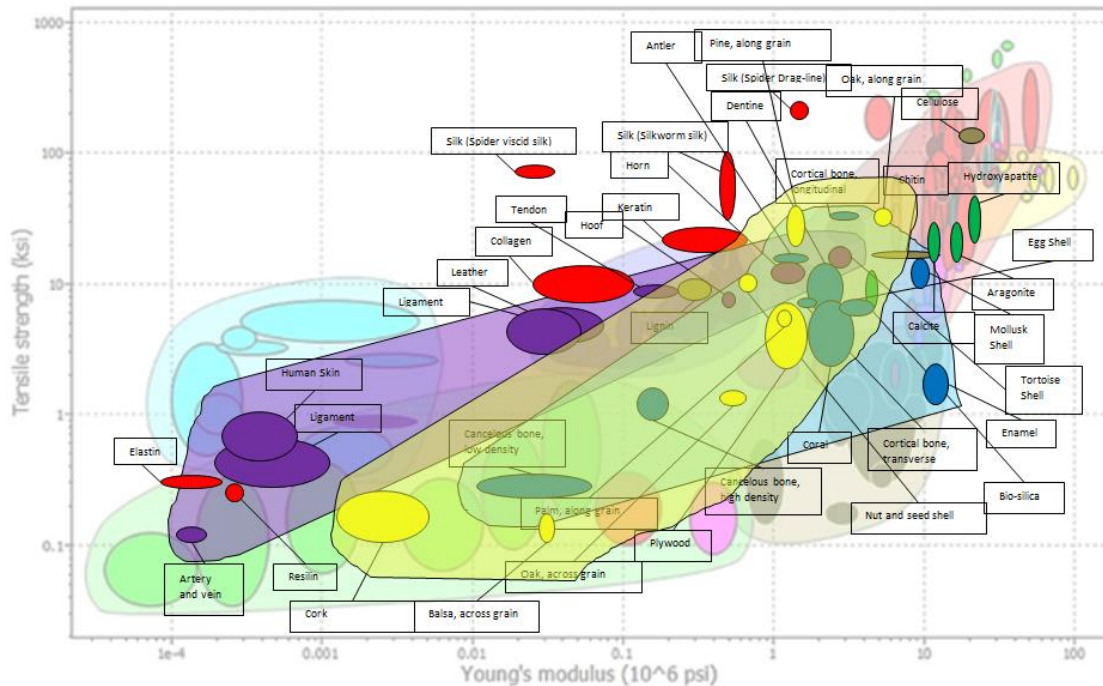 1000
100
10
1
0.1
Tensile strength (ksi)
1e-4
0.001
0.01
0.1
1
10
100
Young's modulus (10^6 psi)
Antler
Pine, along grain
Silk (Spider Drag-line)
Oak, along grain
Dentine
Cellulose
Silk (Spider viscid silk)
Silk (Silkworm silk)
Horn
Cortical bone,
longitudinal
Shitin
Hydroxyapatite
Tendon
Hoof
Keratin
Collagen
Egg Shell
Leather
Ligament
Aragonite
Lignin
Calcite
Mollusk
Shell
Human Skin
Tortoise
Shell
Ligament
Enamel
Elastin
Cancelous bone,
low density
Coral
Cortical bone,
transverse
Cancelous bone,
high density
Bio-silica
Palm, along grain
Nut and seed shell
Plywood
Artery
and vein
Resilin
Oak, across grain
Cork
Balsa, across grain